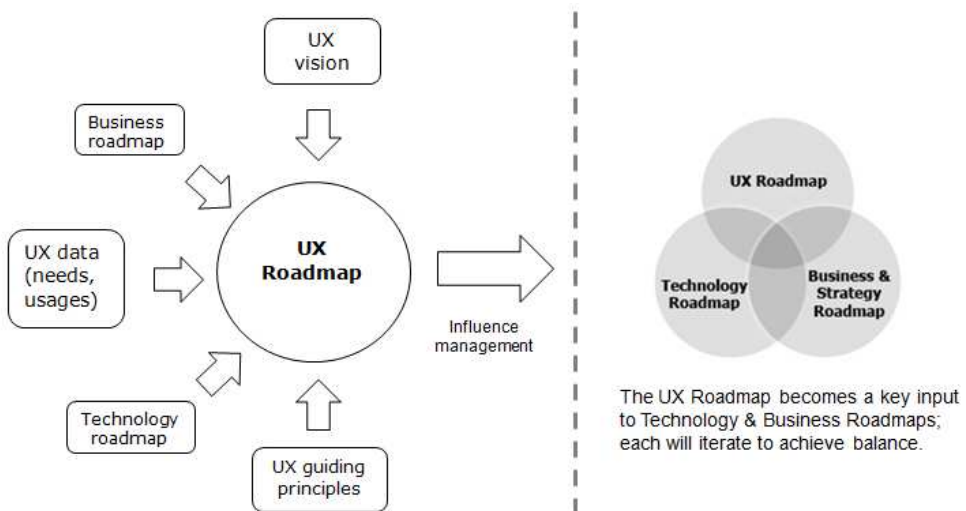 UX
vision
Business
roadmap
UX data
(needs,
usages)
UX
Roadmap
Technology
roadmap
UX guiding
principles
Influence
management
UX Roadmap
Technology
Roadmap
Business &
Strategy
Roadmap
The UX Roadmap becomes a key input
to Technology & Business Roadmaps;
each will iterate to achieve balance.